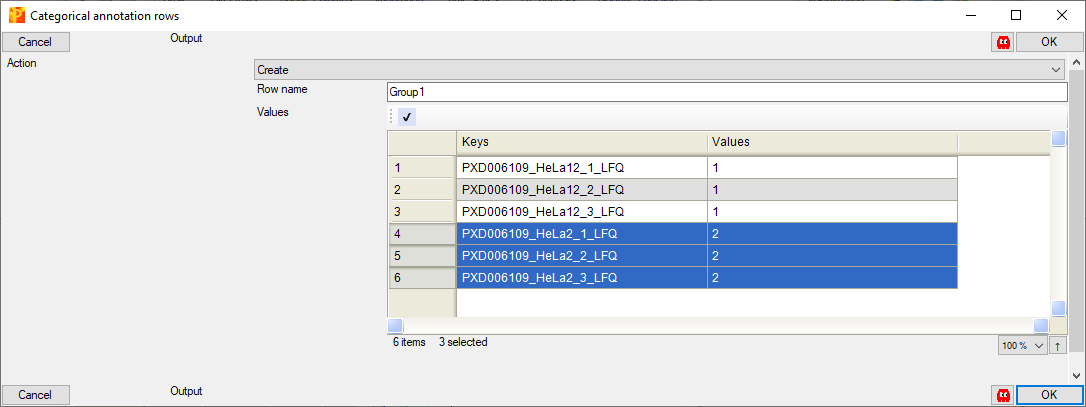 Categorical annotation rows
Cancel Output OK
Action
Create
Row name Group1
Values
Keys Values
1 PXD006109_HeLa12_1_LFQ 1
2 PXD006109_HeLa12_2_LFQ 1
3 PXD006109_HeLa12_3_LFQ 1
4 PXD006109_HeLa2_1_LFQ 2
5 PXD006109_HeLa2_2_LFQ 2
6 PXD006109_HeLa2_3_LFQ 2
6 items 3 selected 100 % ↑
Cancel Output OK